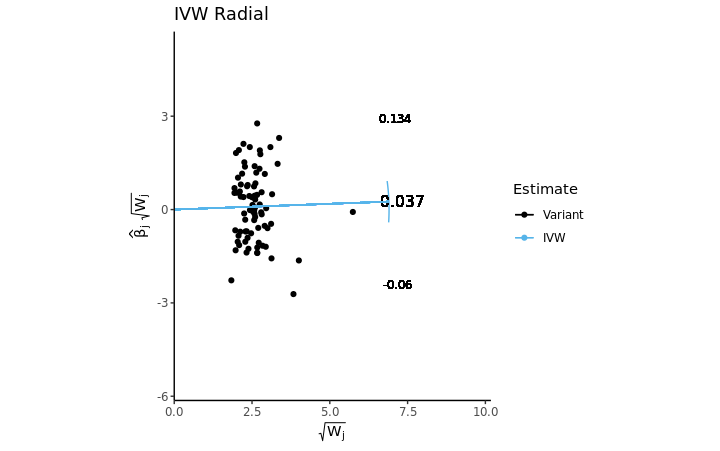 IVW Radial
β̂j √Wj
3
0
-3
-6
0.134
0.037
-0.06
0.0
2.5
5.0
7.5
10.0
√Wj
Estimate
Variant
IVW